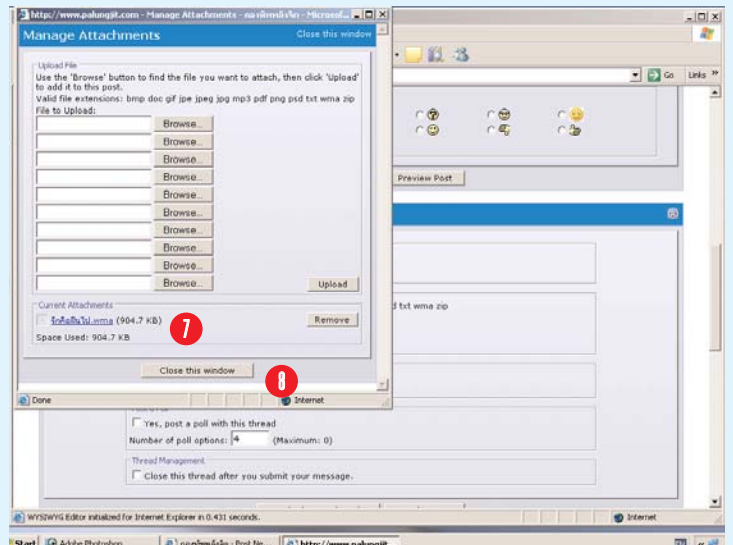 http://www.palungjit.com - Manage Attachments -
Manage Attachments
Close this window
Upload File
Use the 'Browse' button to find the file you want to attach, then click 'Upload'
to add it to this post.
Valid file extensions: bmp doc gif jpe jpeg jpg mp3 pdf png psd txt wma zip
File to Upload:
Browse...
Browse...
Browse...
Browse...
Browse...
Browse...
Browse...
Browse...
Browse...
Browse...
Upload
Current Attachments
.wma (904.7 KB)
7
Remove
Space Used: 904.7 KB
Close this window
8
Done
Internet
Go
Links »
Preview Post
d txt wma zip
Yes, post a poll with this thread
Number of poll options: 4 (Maximum: 0)
Thread Management
Close this thread after you submit your message.
WYSIWYG Editor initialized for Internet Explorer in 0.431 seconds.
Internet
Start
Adobe Photoshop
- Post Ne...
http://www.palungjit...